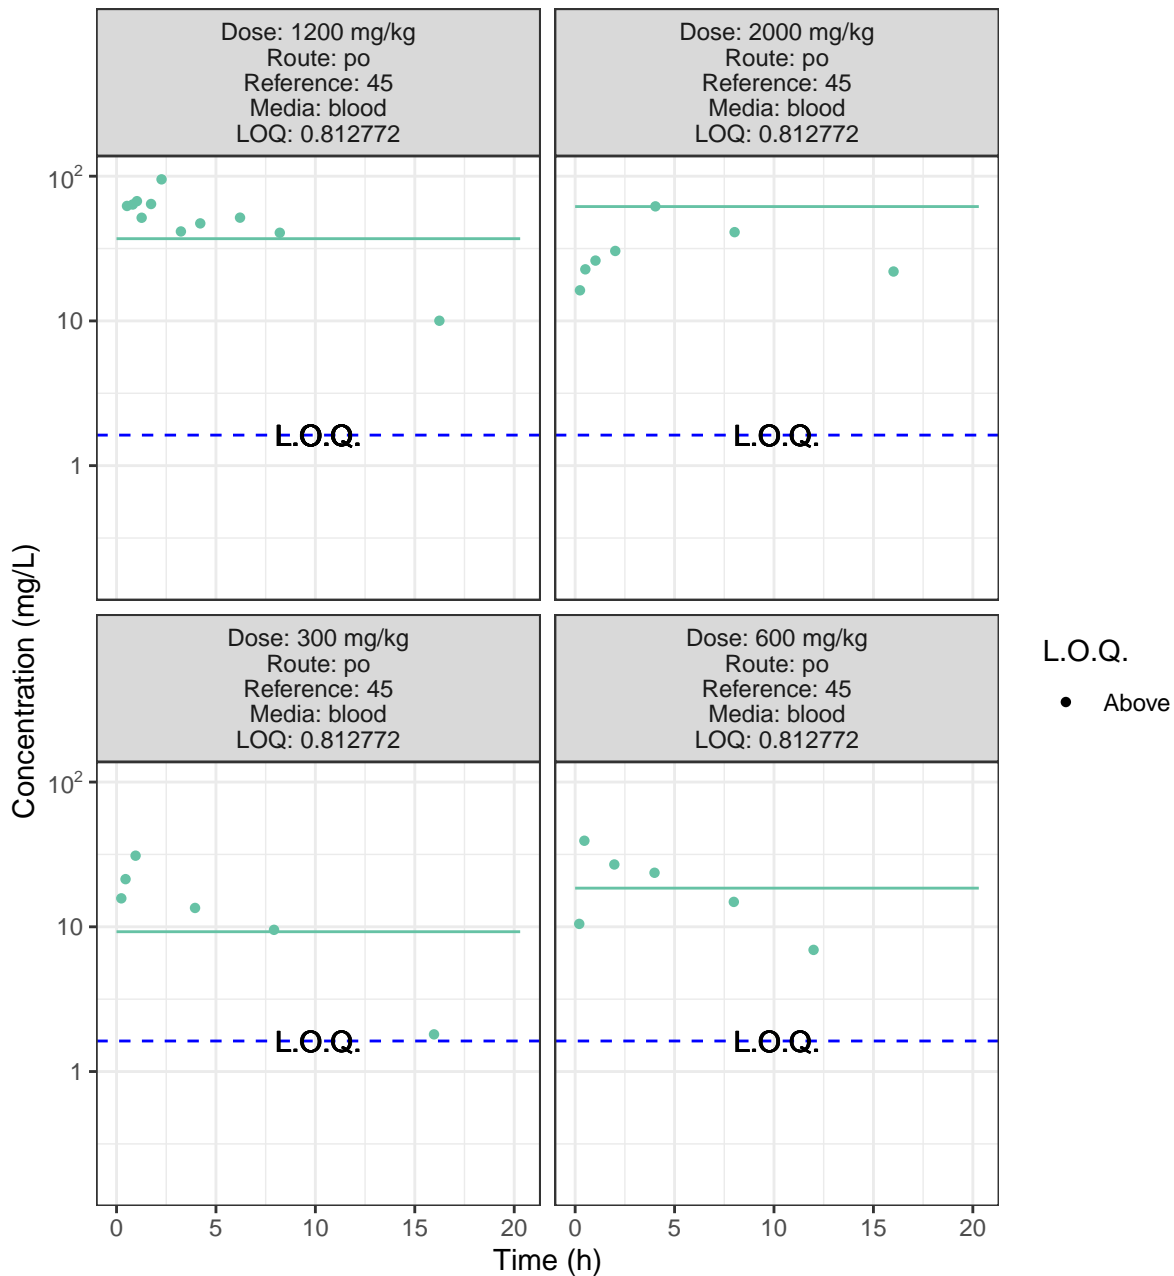 Dose: 1200 mg/kg
Route: po
Reference: 45
Media: blood
LOQ: 0.812772
Dose: 2000 mg/kg
Route: po
Reference: 45
Media: blood
LOQ: 0.812772
10²
10
1
L.O.Q.
L.O.Q.
Concentration (mg/L)
Dose: 300 mg/kg
Route: po
Reference: 45
Media: blood
LOQ: 0.812772
Dose: 600 mg/kg
Route: po
Reference: 45
Media: blood
LOQ: 0.812772
10²
10
1
L.O.Q.
L.O.Q.
0 5 10 15 20
0 5 10 15 20
Time (h)
L.O.Q.
Above